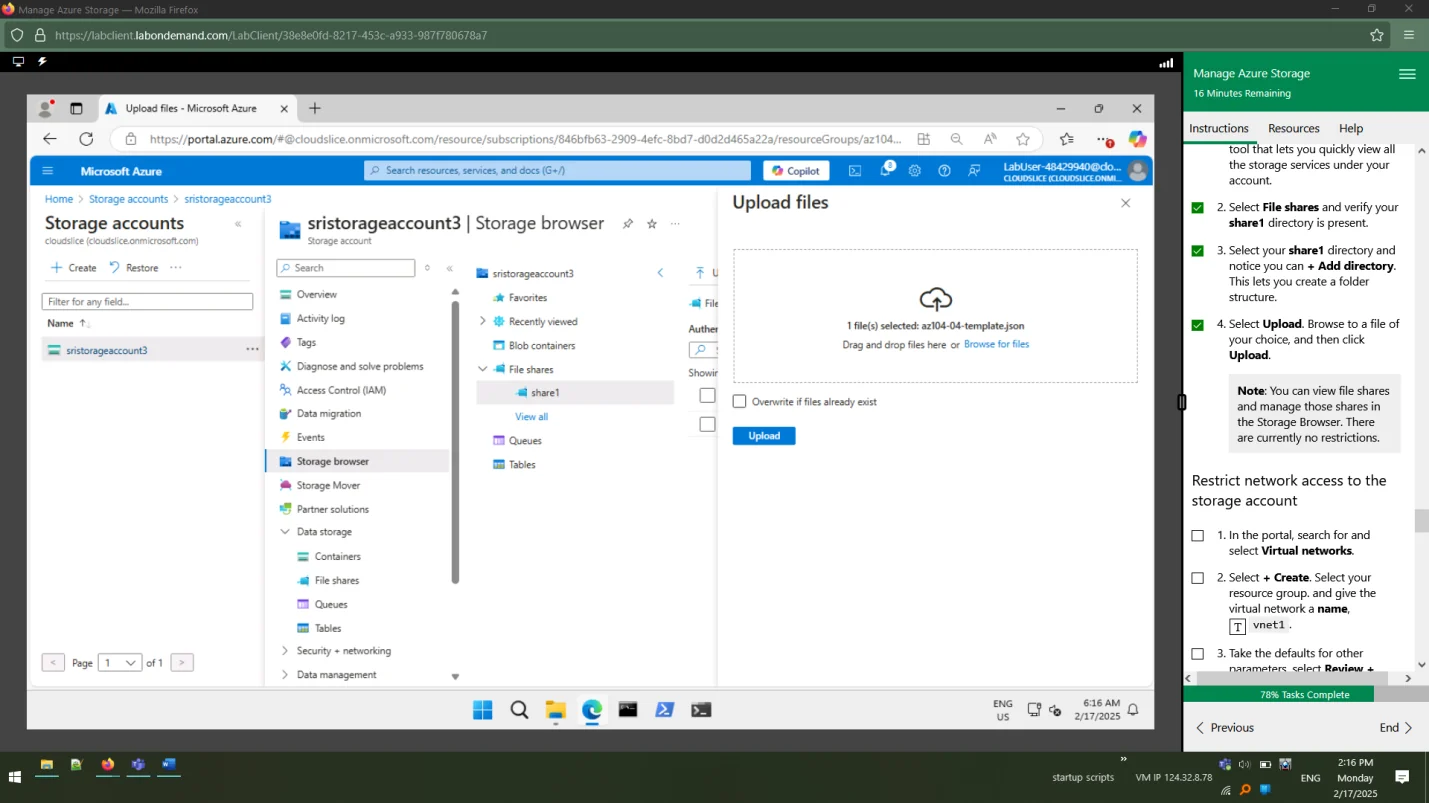 Manage Azure Storage — Mozilla Firefox
https://labclient.labondemand.com/LabClient/38e8e0fd-8217-453c-a933-987f780678a7
Upload files - Microsoft Azure
https://portal.azure.com/#@cloudslice.onmicrosoft.com/resource/subscriptions/846bfb63-2909-4efc-8bd7-d0d2d465a22a/resourceGroups/az104...
Microsoft Azure
Search resources, services, and docs (G+/)
Copilot
8
LabUser-48429940@clo...
CLOUDSLICE (CLOUDSLICE.ONMI...
Home > Storage accounts > sristorageaccount3
Storage accounts
cloudslice (cloudslice.onmicrosoft.com)
Create
Restore
Filter for any field...
Name
sristorageaccount3
Page 1 of 1
sristorageaccount3 | Storage browser
Storage account
Search
Overview
Activity log
Tags
Diagnose and solve problems
Access Control (IAM)
Data migration
Events
Storage browser
Storage Mover
Partner solutions
Data storage
Containers
File shares
Queues
Tables
Security + networking
Data management
sristorageaccount3
Favorites
Recently viewed
Blob containers
File shares
share1
View all
Queues
Tables
U
File
Auther
S
Showin
Upload files
1 file(s) selected: az104-04-template.json
Drag and drop files here or Browse for files
Overwrite if files already exist
Upload
ENG
US
6:16 AM
2/17/2025
Manage Azure Storage
16 Minutes Remaining
Instructions Resources Help
tool that lets you quickly view all
the storage services under your
account.
2. Select File shares and verify your
share1 directory is present.
3. Select your share1 directory and
notice you can + Add directory.
This lets you create a folder
structure.
4. Select Upload. Browse to a file of
your choice, and then click
Upload.
Note: You can view file shares
and manage those shares in
the Storage Browser. There
are currently no restrictions.
Restrict network access to the
storage account
1. In the portal, search for and
select Virtual networks.
2. Select + Create. Select your
resource group. and give the
virtual network a name,
T vnet1 .
3. Take the defaults for other
parameters, select Review +
78% Tasks Complete
Previous
End
startup scripts
VM IP 124.32.8.78
ENG
2:16 PM
Monday
2/17/2025